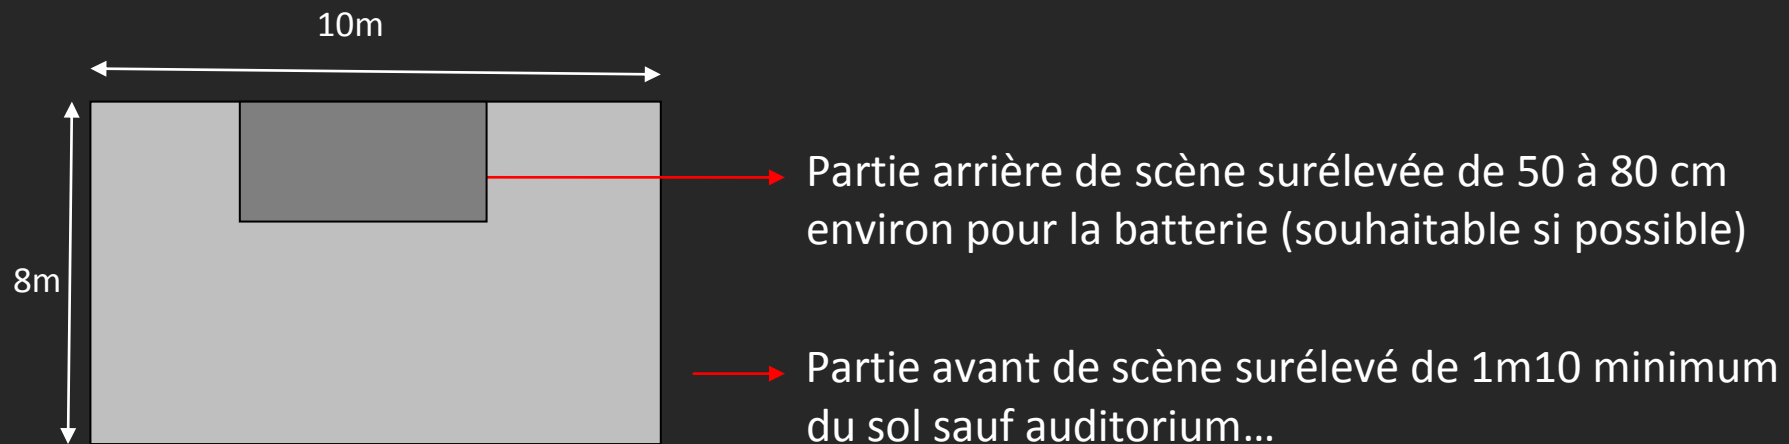 10m
8m
Partie arrière de scène surélevée de 50 à 80 cm
environ pour la batterie (souhaitable si possible)
Partie avant de scène surélevé de 1m10 minimum
du sol sauf auditorium…